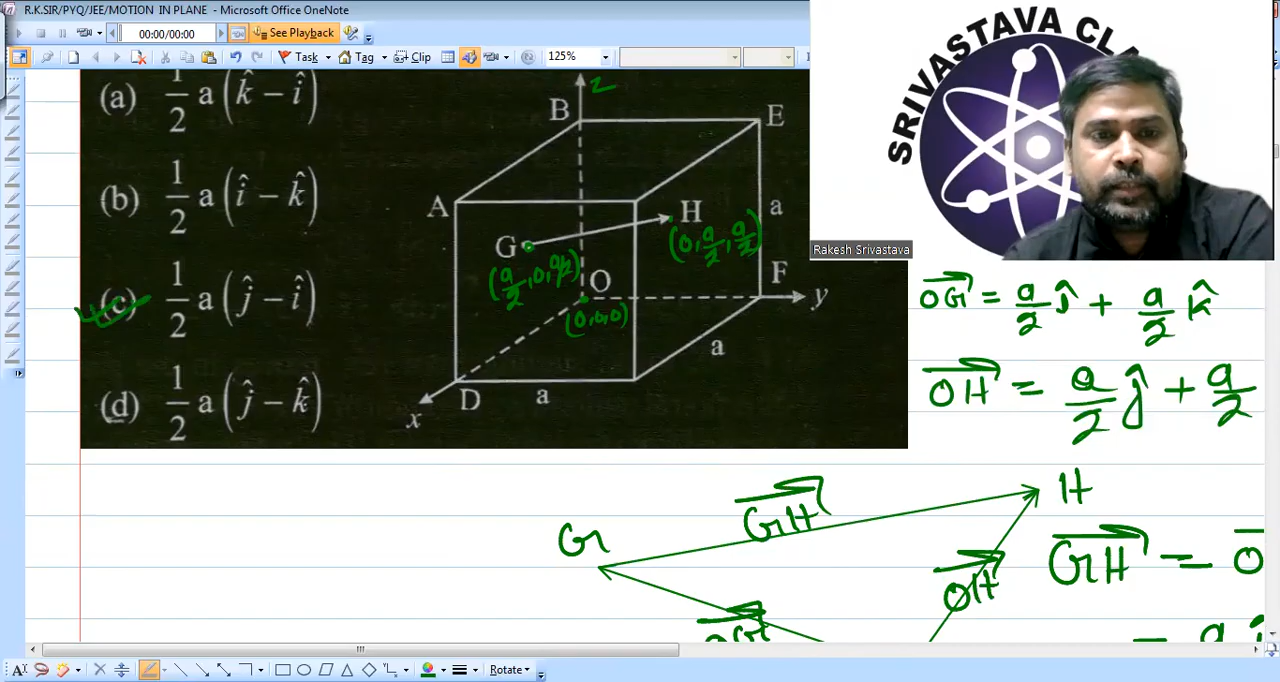 R.K.SIR/PYQ/JEE/MOTION IN PLANE - Microsoft Office OneNote
00:00/00:00
See Playback
Task
Tag
Clip
125%
SRIVASTAVA CLA
Rakesh Srivastava
(a) 1/2 a (k̂ − î)
(b) 1/2 a (î − k̂)
(c) 1/2 a (ĵ − î)
(d) 1/2 a (ĵ − k̂)
z
B
E
A
H
a
G
(0, a/2, a/2)
(a/2, 0, a/2)
O
F
(0,0,0)
y
a
D
a
x
OG⃗ = a/2 ĵ + a/2 k̂
OH⃗ = a/2 ĵ + a/2
H
GH⃗
G
OH⃗
GH⃗ =
OG⃗
Rotate